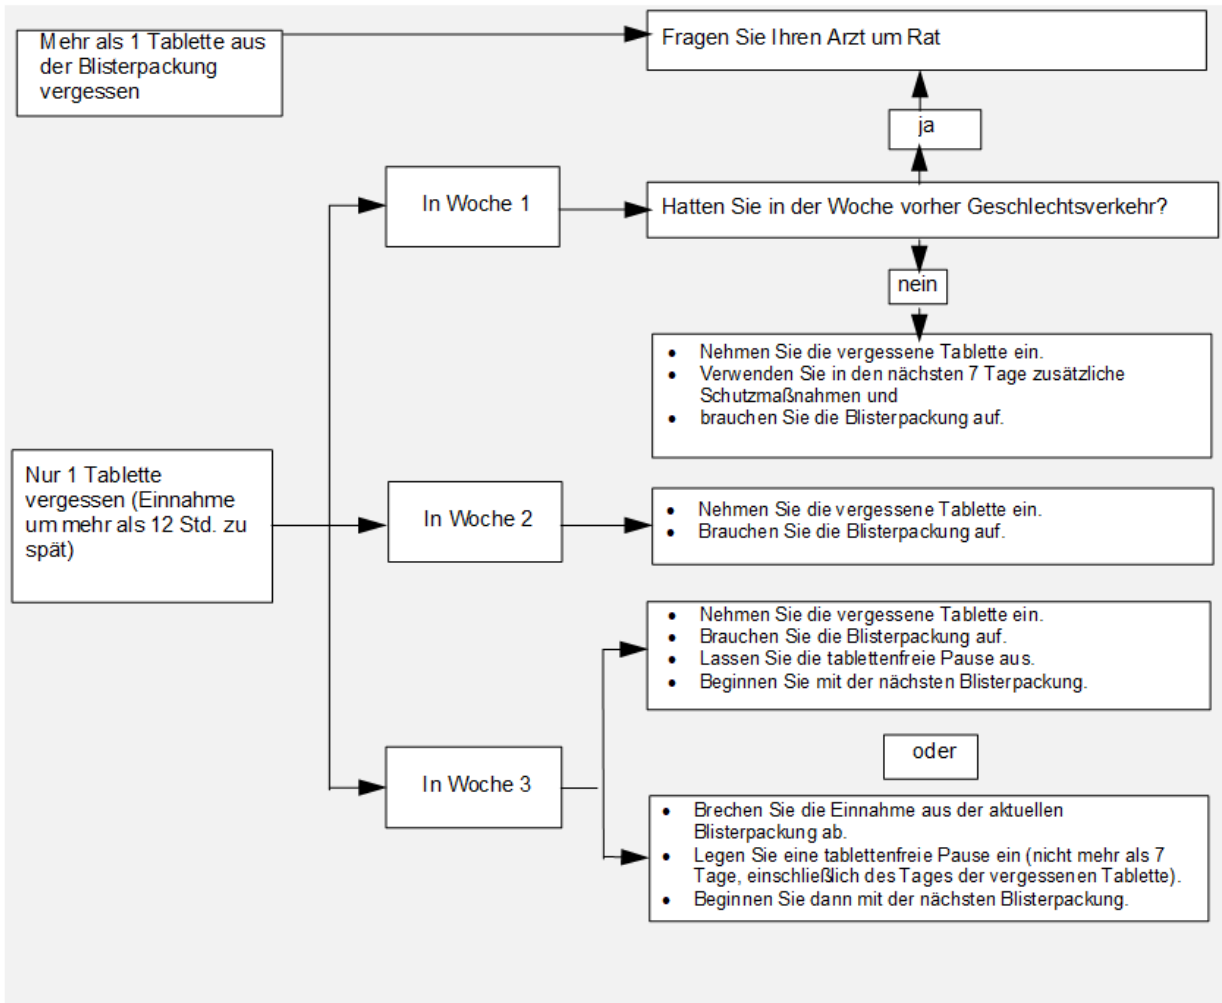 Mehr als 1 Tablette aus
der Blisterpackung
vergessen
Fragen Sie Ihren Arzt um Rat
ja
In Woche 1
Hatten Sie in der Woche vorher Geschlechtsverkehr?
nein
• Nehmen Sie die vergessene Tablette ein.
• Verwenden Sie in den nächsten 7 Tage zusätzliche
Schutzmaßnahmen und
• brauchen Sie die Blisterpackung auf.
Nur 1 Tablette
vergessen (Einnahme
um mehr als 12 Std. zu
spät)
In Woche 2
• Nehmen Sie die vergessene Tablette ein.
• Brauchen Sie die Blisterpackung auf.
In Woche 3
• Nehmen Sie die vergessene Tablette ein.
• Brauchen Sie die Blisterpackung auf.
• Lassen Sie die tablettenfreie Pause aus.
• Beginnen Sie mit der nächsten Blisterpackung.
oder
• Brechen Sie die Einnahme aus der aktuellen
Blisterpackung ab.
• Legen Sie eine tablettenfreie Pause ein (nicht mehr als 7
Tage, einschließlich des Tages der vergessenen Tablette).
• Beginnen Sie dann mit der nächsten Blisterpackung.